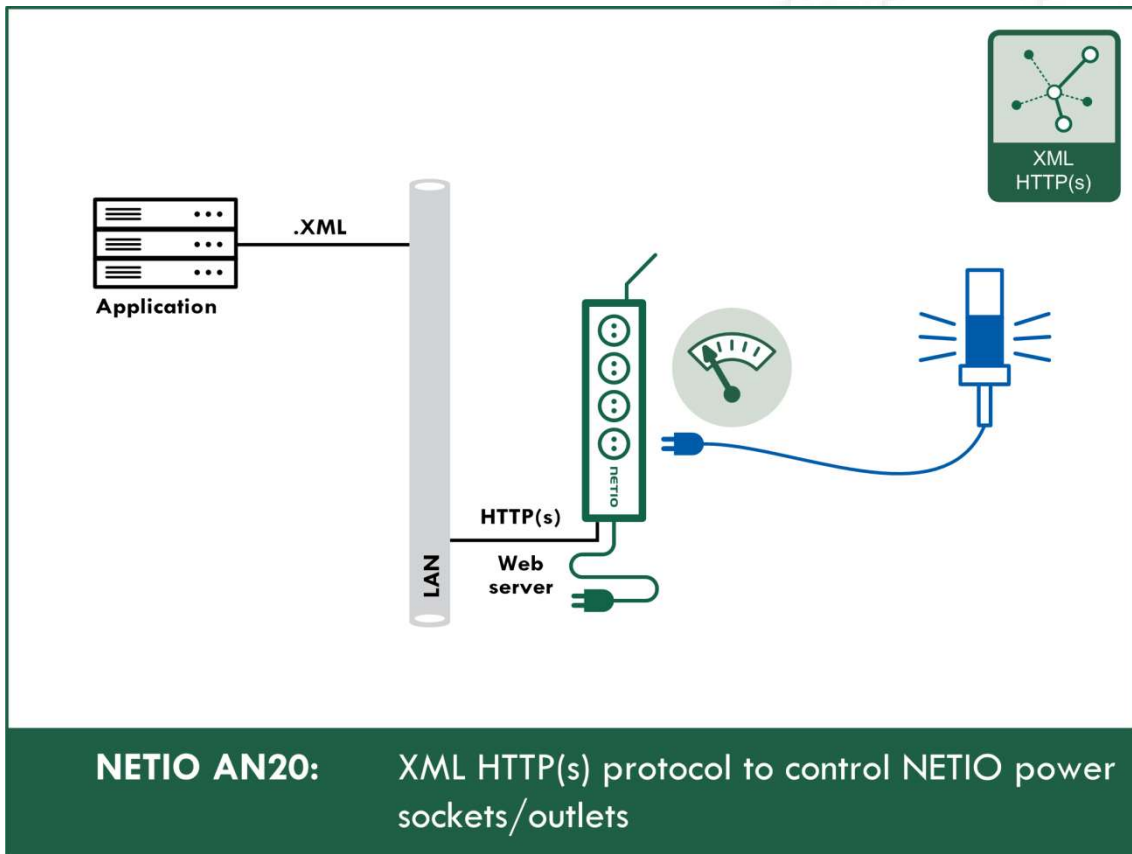 XML
HTTP(s)
.XML
Application
NETIO
HTTP(s)
LAN
Web
server
NETIO AN20: XML HTTP(s) protocol to control NETIO power
sockets/outlets